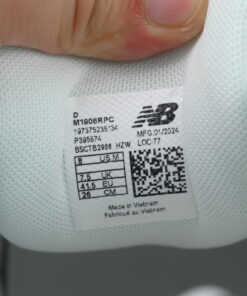 D
M1906RPC NB
197375235134 MFG.01/2024
P395674 LOC:77
BSCTB2958 HZW
8 US M
7.5 UK
41.5 EU
26 CM
Made in Vietnam
Fabriqué au Vietnam